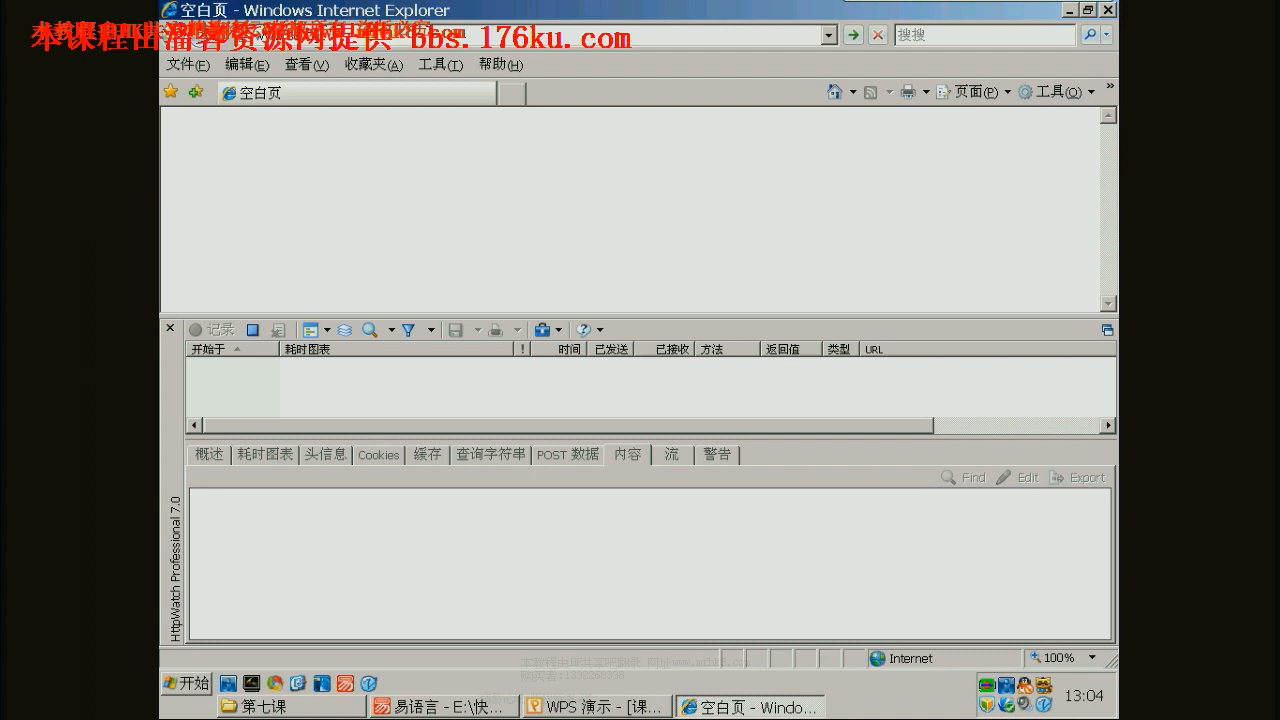 空白页 - Windows Internet Explorer
本课程由潘客资源网提供 bbs.176ku.com
搜搜
文件(F) 编辑(E) 查看(V) 收藏夹(A) 工具(T) 帮助(H)
空白页
页面(P) 工具(O)
记录
开始于 耗时图表 ! 时间 已发送 已接收 方法 返回值 类型 URL
概述 耗时图表 头信息 Cookies 缓存 查询字符串 POST 数据 内容 流 警告
Find Edit Export
HttpWatch Professional 7.0
Internet 100%
开始
第七课 易语言 - E:\快... WPS 演示 - [课... 空白页 - Windo...
13:04